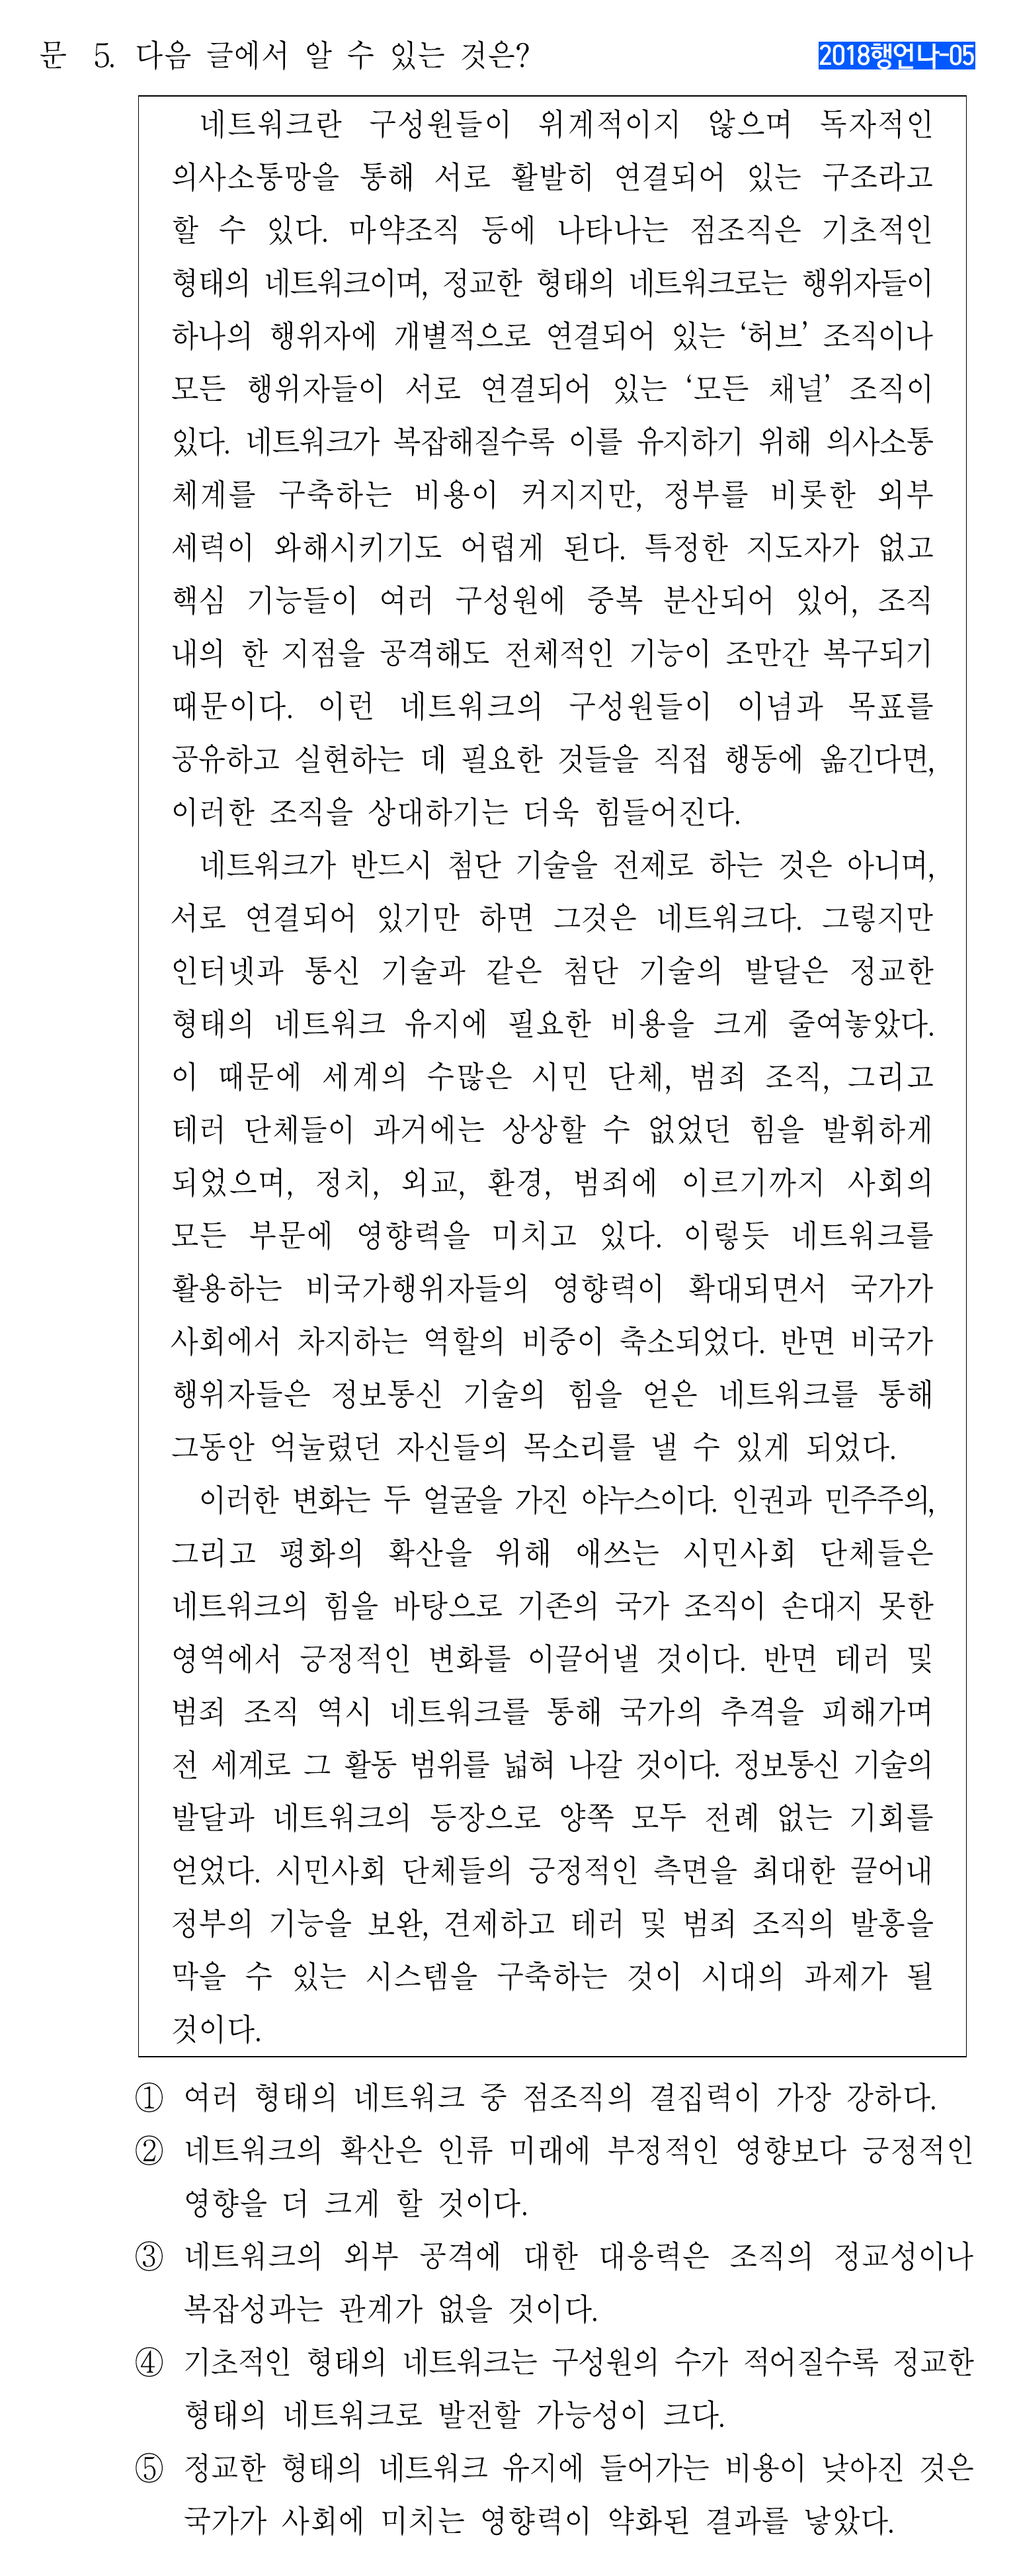 문 5. 다음 글에서 알 수 있는 것은?
2018행언나-05
네트워크란 구성원들이 위계적이지 않으며 독자적인
의사소통망을 통해 서로 활발히 연결되어 있는 구조라고
할 수 있다. 마약조직 등에 나타나는 점조직은 기초적인
형태의 네트워크이며, 정교한 형태의 네트워크로는 행위자들이
하나의 행위자에 개별적으로 연결되어 있는 ‘허브’ 조직이나
모든 행위자들이 서로 연결되어 있는 ‘모든 채널’ 조직이
있다. 네트워크가 복잡해질수록 이를 유지하기 위해 의사소통
체계를 구축하는 비용이 커지지만, 정부를 비롯한 외부
세력이 와해시키기도 어렵게 된다. 특정한 지도자가 없고
핵심 기능들이 여러 구성원에 중복 분산되어 있어, 조직
내의 한 지점을 공격해도 전체적인 기능이 조만간 복구되기
때문이다. 이런 네트워크의 구성원들이 이념과 목표를
공유하고 실현하는 데 필요한 것들을 직접 행동에 옮긴다면,
이러한 조직을 상대하기는 더욱 힘들어진다.
네트워크가 반드시 첨단 기술을 전제로 하는 것은 아니며,
서로 연결되어 있기만 하면 그것은 네트워크다. 그렇지만
인터넷과 통신 기술과 같은 첨단 기술의 발달은 정교한
형태의 네트워크 유지에 필요한 비용을 크게 줄여놓았다.
이 때문에 세계의 수많은 시민 단체, 범죄 조직, 그리고
테러 단체들이 과거에는 상상할 수 없었던 힘을 발휘하게
되었으며, 정치, 외교, 환경, 범죄에 이르기까지 사회의
모든 부문에 영향력을 미치고 있다. 이렇듯 네트워크를
활용하는 비국가행위자들의 영향력이 확대되면서 국가가
사회에서 차지하는 역할의 비중이 축소되었다. 반면 비국가
행위자들은 정보통신 기술의 힘을 얻은 네트워크를 통해
그동안 억눌렸던 자신들의 목소리를 낼 수 있게 되었다.
이러한 변화는 두 얼굴을 가진 야누스이다. 인권과 민주주의,
그리고 평화의 확산을 위해 애쓰는 시민사회 단체들은
네트워크의 힘을 바탕으로 기존의 국가 조직이 손대지 못한
영역에서 긍정적인 변화를 이끌어낼 것이다. 반면 테러 및
범죄 조직 역시 네트워크를 통해 국가의 추격을 피해가며
전 세계로 그 활동 범위를 넓혀 나갈 것이다. 정보통신 기술의
발달과 네트워크의 등장으로 양쪽 모두 전례 없는 기회를
얻었다. 시민사회 단체들의 긍정적인 측면을 최대한 끌어내
정부의 기능을 보완, 견제하고 테러 및 범죄 조직의 발흥을
막을 수 있는 시스템을 구축하는 것이 시대의 과제가 될
것이다.
① 여러 형태의 네트워크 중 점조직의 결집력이 가장 강하다.
② 네트워크의 확산은 인류 미래에 부정적인 영향보다 긍정적인
영향을 더 크게 할 것이다.
③ 네트워크의 외부 공격에 대한 대응력은 조직의 정교성이나
복잡성과는 관계가 없을 것이다.
④ 기초적인 형태의 네트워크는 구성원의 수가 적어질수록 정교한
형태의 네트워크로 발전할 가능성이 크다.
⑤ 정교한 형태의 네트워크 유지에 들어가는 비용이 낮아진 것은
국가가 사회에 미치는 영향력이 약화된 결과를 낳았다.